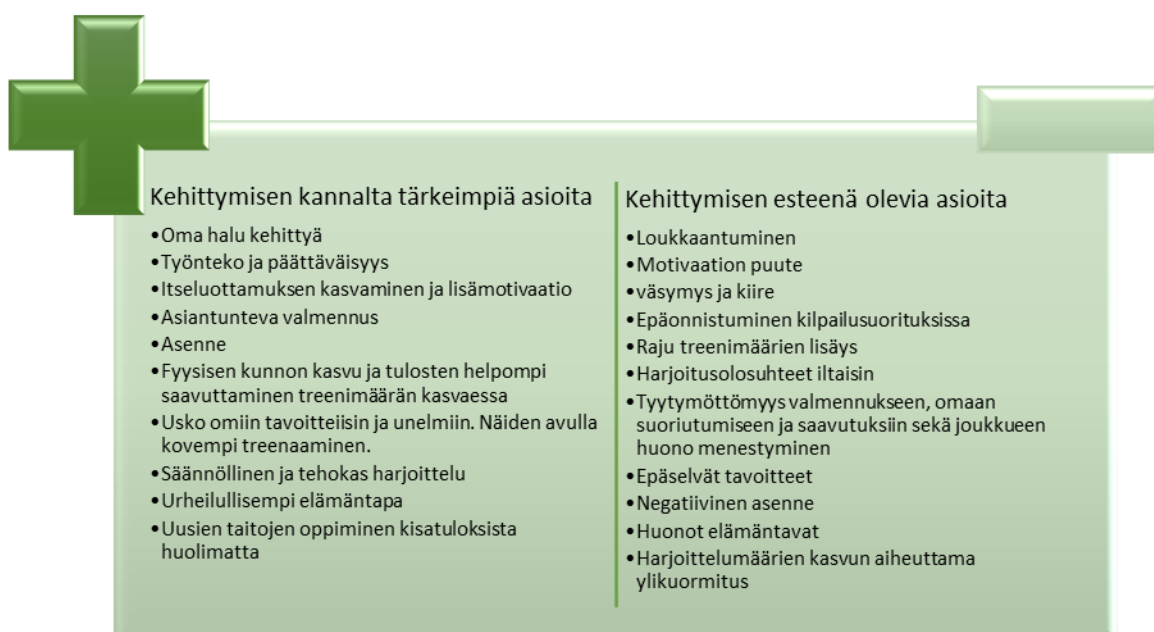 Kehittymisen kannalta tärkeimpiä asioita
•Oma halu kehittyä
•Työnteko ja päättäväisyys
•Itseluottamuksen kasvaminen ja lisämotivaatio
•Asiantunteva valmennus
•Asenne
•Fyysisen kunnon kasvu ja tulosten helpompi
saavuttaminen treenimäärän kasvaessa
•Usko omiin tavoitteisiin ja unelmiin. Näiden avulla
kovempi treenaaminen.
•Säännöllinen ja tehokas harjoittelu
•Urheilullisempi elämäntapa
•Uusien taitojen oppiminen kisatuloksista
huolimatta
Kehittymisen esteenä olevia asioita
•Loukkaantuminen
•Motivaation puute
•väsymys ja kiire
•Epäonnistuminen kilpailusuorituksissa
•Raju treenimäärien lisäys
•Harjoitusolosuhteet iltaisin
•Tyytymöttömyys valmennukseen, omaan
suoriutumiseen ja saavutuksiin sekä joukkueen
huono menestyminen
•Epäselvät tavoitteet
•Negatiivinen asenne
•Huonot elämäntavat
•Harjoittelumäärien kasvun aiheuttama
ylikuormitus